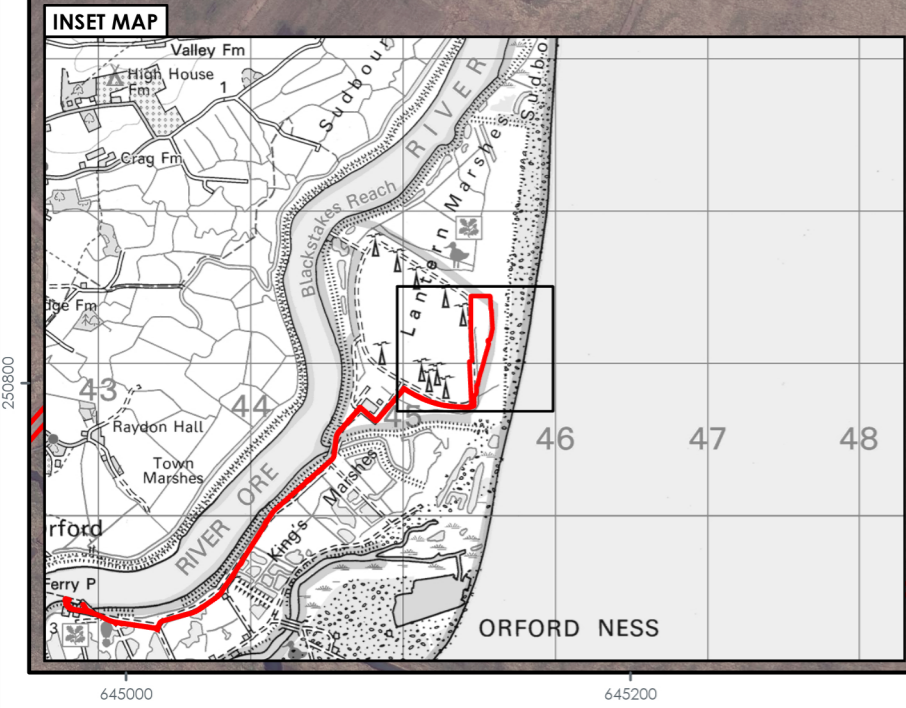 INSET MAP
Valley Fm
High House
Fm
1
Crag Fm
Sudbour
RIVER
Sudbo
Blackstakes Reach
Lantern Marshes
dge Fm
250800
43
44
45
46
47
48
Raydon Hall
Town
Marshes
King's Marshes
RIVER ORE
rford
Ferry P
3
ORFORD NESS
645000
645200